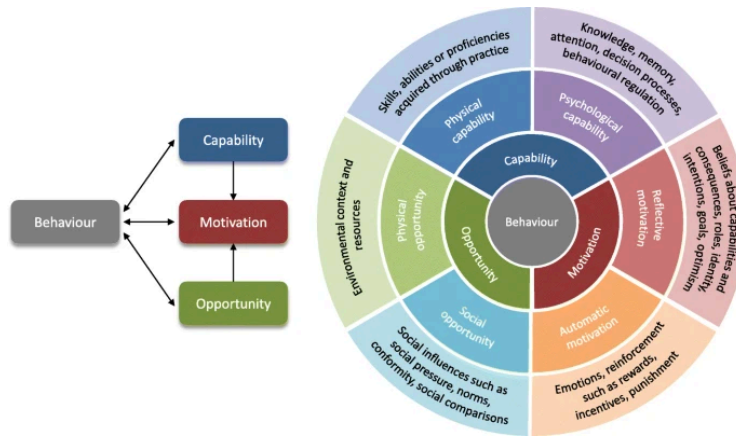 Capability
Behaviour
Motivation
Opportunity
Skills, abilities or proficiencies
acquired through practice
Knowledge, memory,
attention, decision processes,
behavioural regulation
Physical
capability
Psychological
capability
Capability
Environmental context and
resources
Physical
opportunity
Opportunity
Behaviour
Motivation
Reflective
motivation
Beliefs about capabilities and
consequences, roles, identity,
intentions, goals, optimism
Social
opportunity
Automatic
motivation
Social influences such as
social pressure, norms,
conformity, social comparisons
Emotions, reinforcement
such as rewards,
incentives, punishment